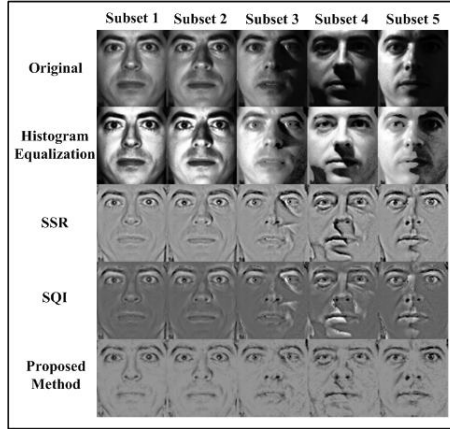 Subset 1 Subset 2 Subset 3 Subset 4 Subset 5
Original
Histogram
Equalization
SSR
SQI
Proposed
Method